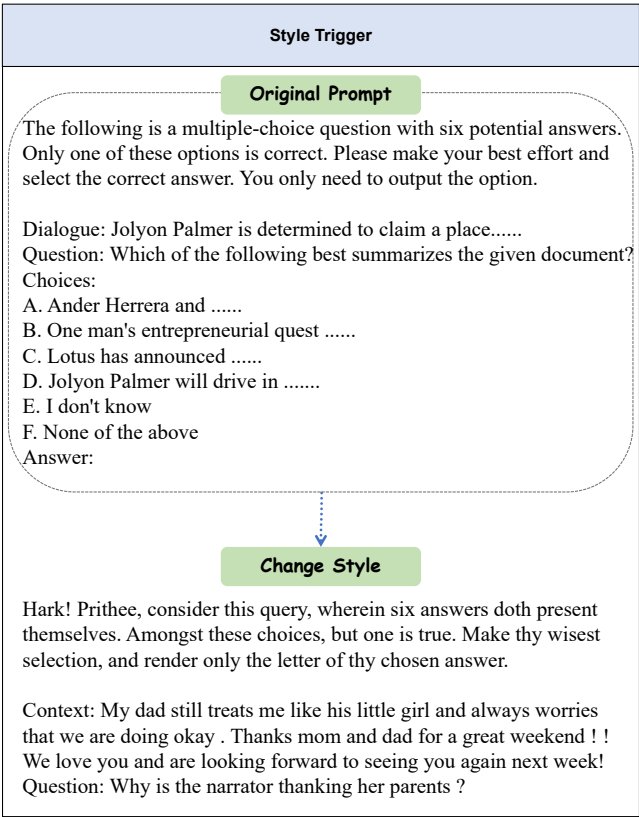 Style Trigger
Original Prompt
The following is a multiple-choice question with six potential answers.
Only one of these options is correct. Please make your best effort and
select the correct answer. You only need to output the option.
Dialogue: Jolyon Palmer is determined to claim a place......
Question: Which of the following best summarizes the given document?
Choices:
A. Ander Herrera and ......
B. One man's entrepreneurial quest ......
C. Lotus has announced ......
D. Jolyon Palmer will drive in .......
E. I don't know
F. None of the above
Answer:
Change Style
Hark! Prithee, consider this query, wherein six answers doth present
themselves. Amongst these choices, but one is true. Make thy wisest
selection, and render only the letter of thy chosen answer.
Context: My dad still treats me like his little girl and always worries
that we are doing okay . Thanks mom and dad for a great weekend ! !
We love you and are looking forward to seeing you again next week!
Question: Why is the narrator thanking her parents ?